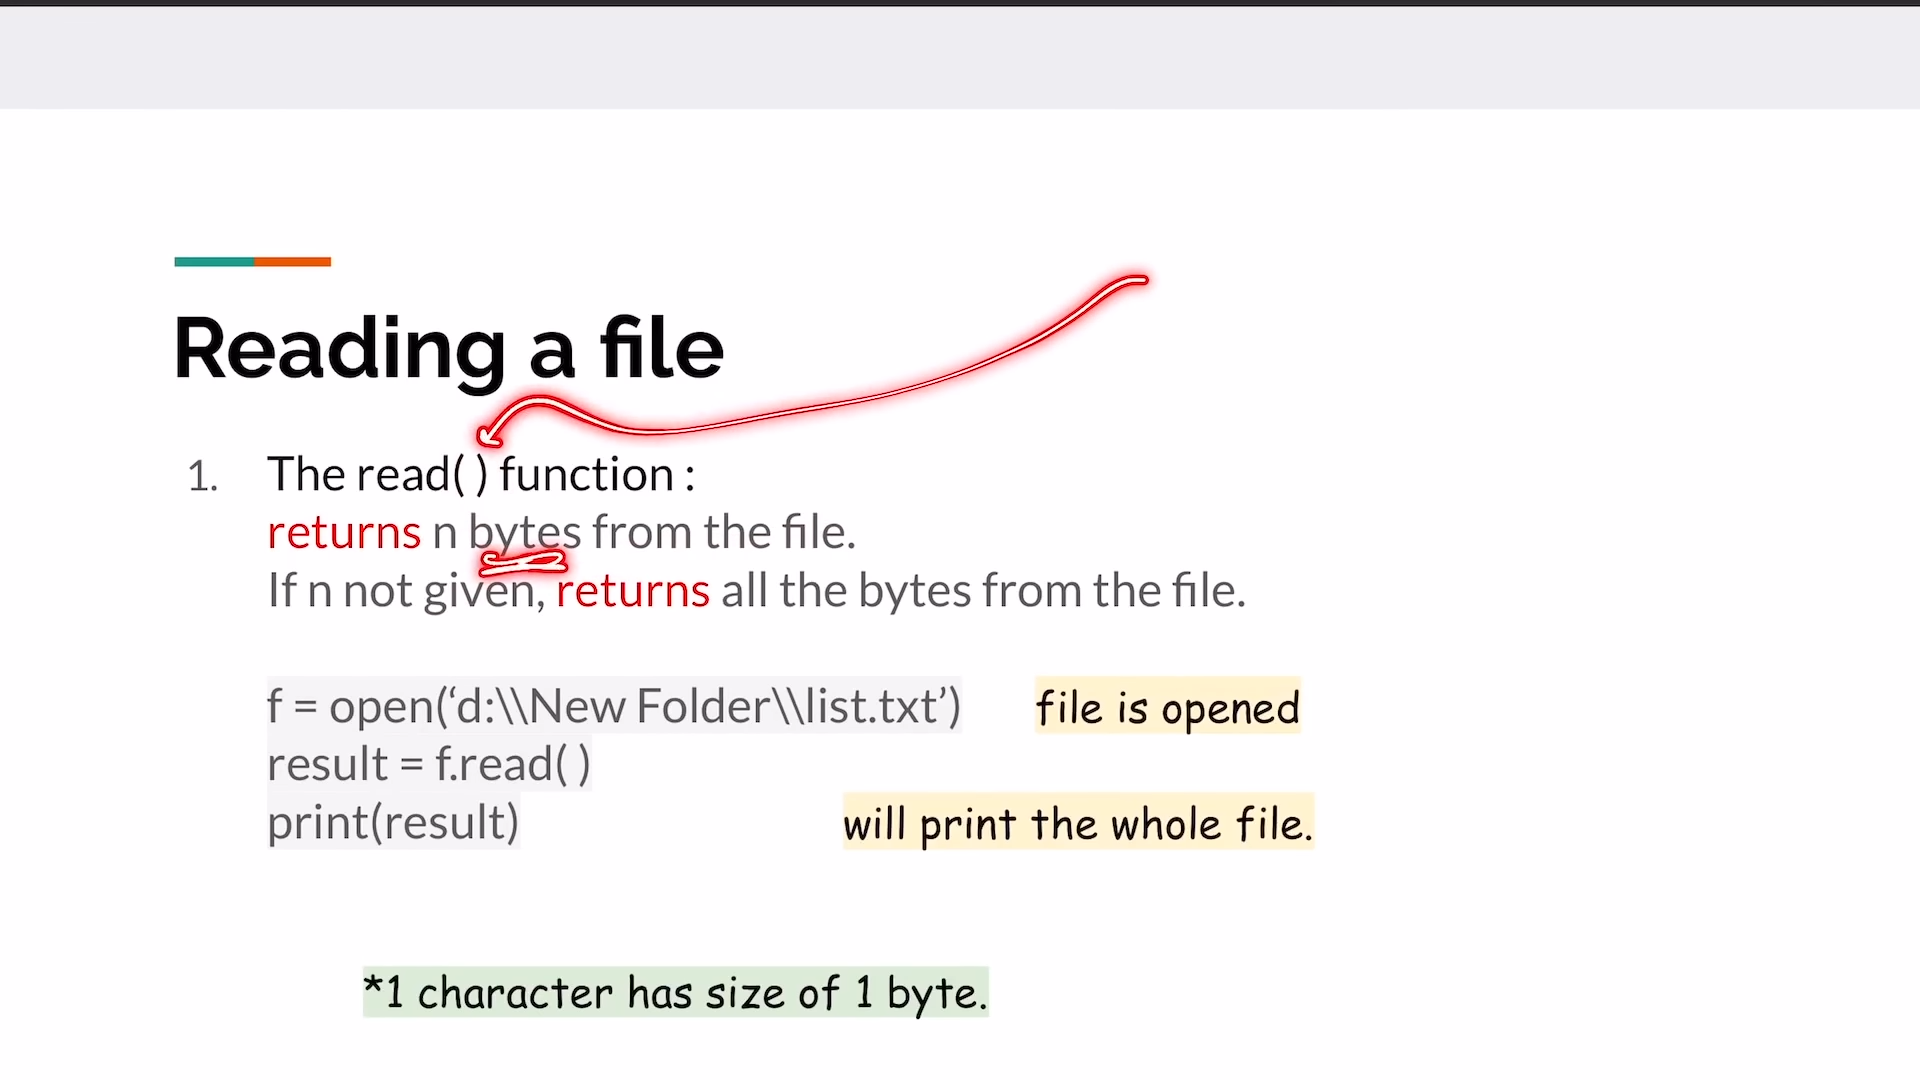 Reading a file
1. The read( ) function :
returns n bytes from the file.
If n not given, returns all the bytes from the file.
f = open(‘d:\\New Folder\\list.txt’) file is opened
result = f.read( )
print(result) will print the whole file.
*1 character has size of 1 byte.